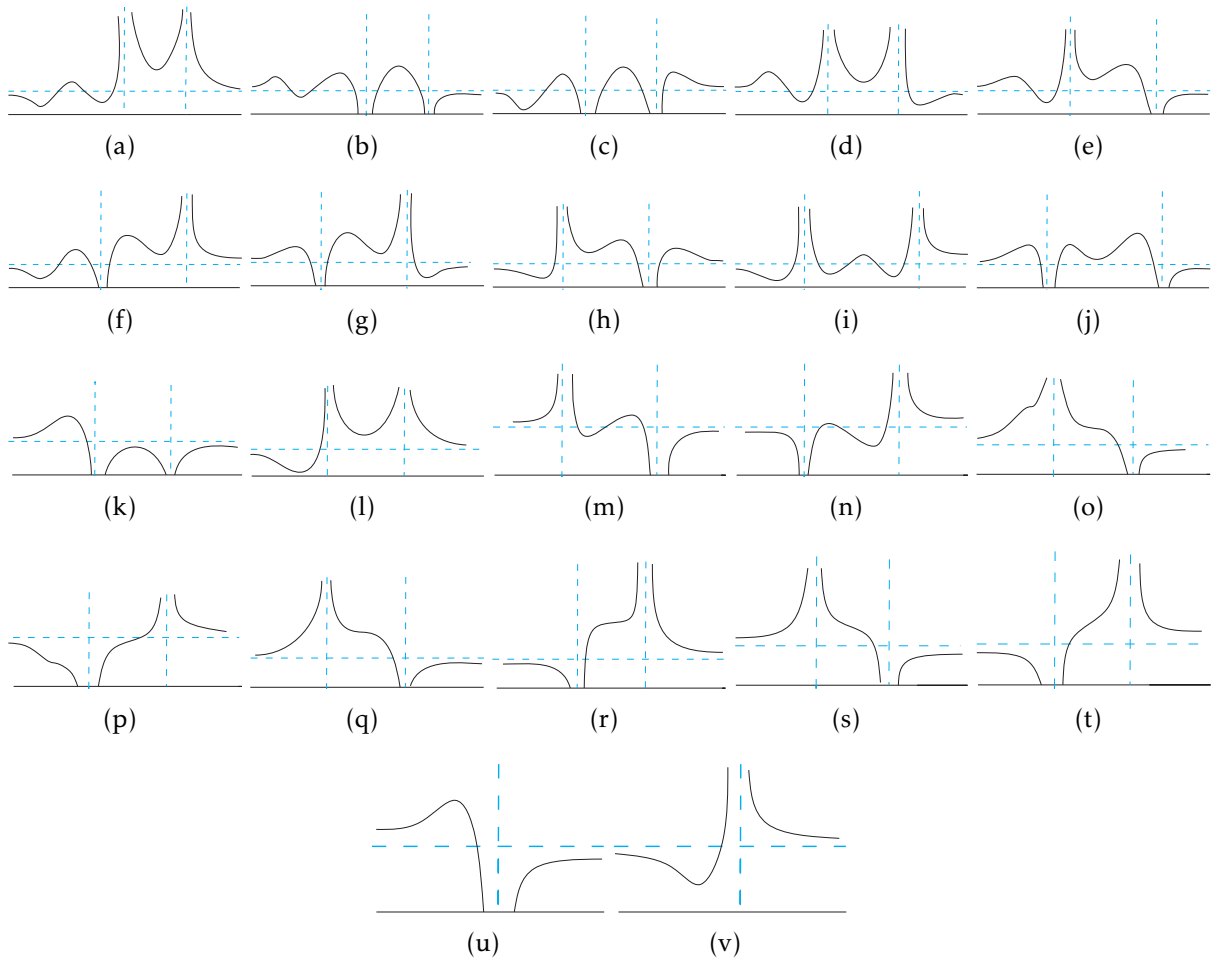 (a) (b) (c) (d) (e)
(f) (g) (h) (i) (j)
(k) (l) (m) (n) (o)
(p) (q) (r) (s) (t)
(u) (v)